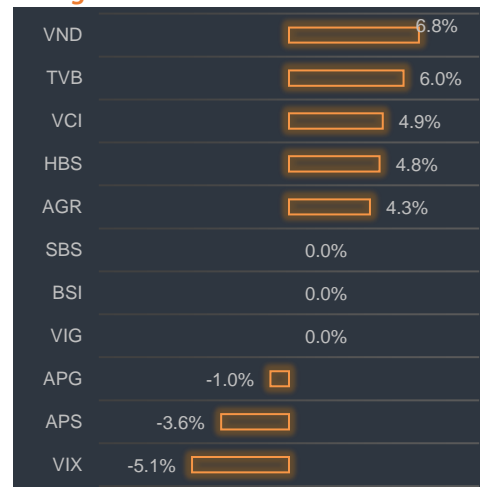 VND 6.8%
TVB 6.0%
VCI 4.9%
HBS 4.8%
AGR 4.3%
SBS 0.0%
BSI 0.0%
VIG 0.0%
APG -1.0%
APS -3.6%
VIX -5.1%